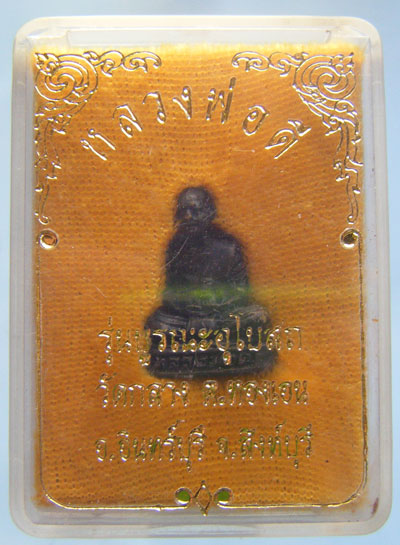 หลวงพ่อดี
รุ่นบูรณะอุโบสถ
วัดกลาง ต.ทองเอน
อ.อินทร์บุรี จ.สิงห์บุรี